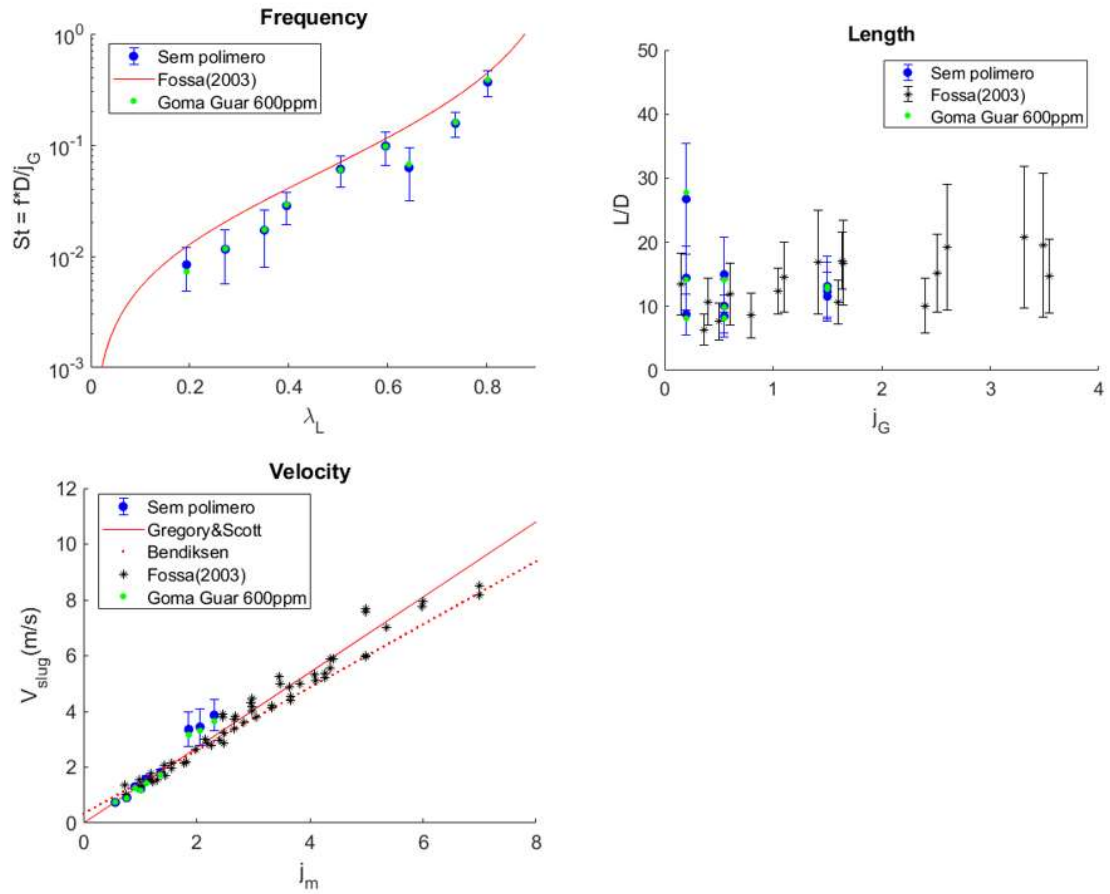 Frequency
Sem polimero
Fossa(2003)
Goma Guar 600ppm
10^0
10^-1
10^-2
10^-3
St = f*D/j_G
0 0.2 0.4 0.6 0.8
λ_L
Length
Sem polimero
Fossa(2003)
Goma Guar 600ppm
50
40
30
20
10
0
L/D
0 1 2 3 4
j_G
Velocity
Sem polimero
Gregory&Scott
Bendiksen
Fossa(2003)
Goma Guar 600ppm
12
10
8
6
4
2
0
V_slug(m/s)
0 2 4 6 8
j_m